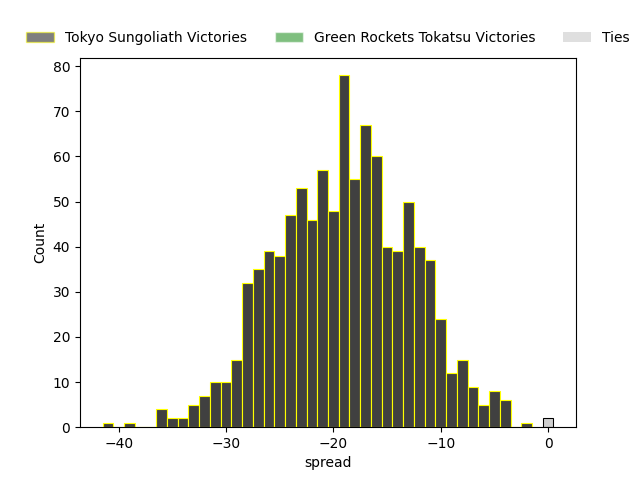 Tokyo Sungoliath Victories Green Rockets Tokatsu Victories Ties
80
70
60
50
40
30
20
10
0
Count
−40 −30 −20 −10 0
spread